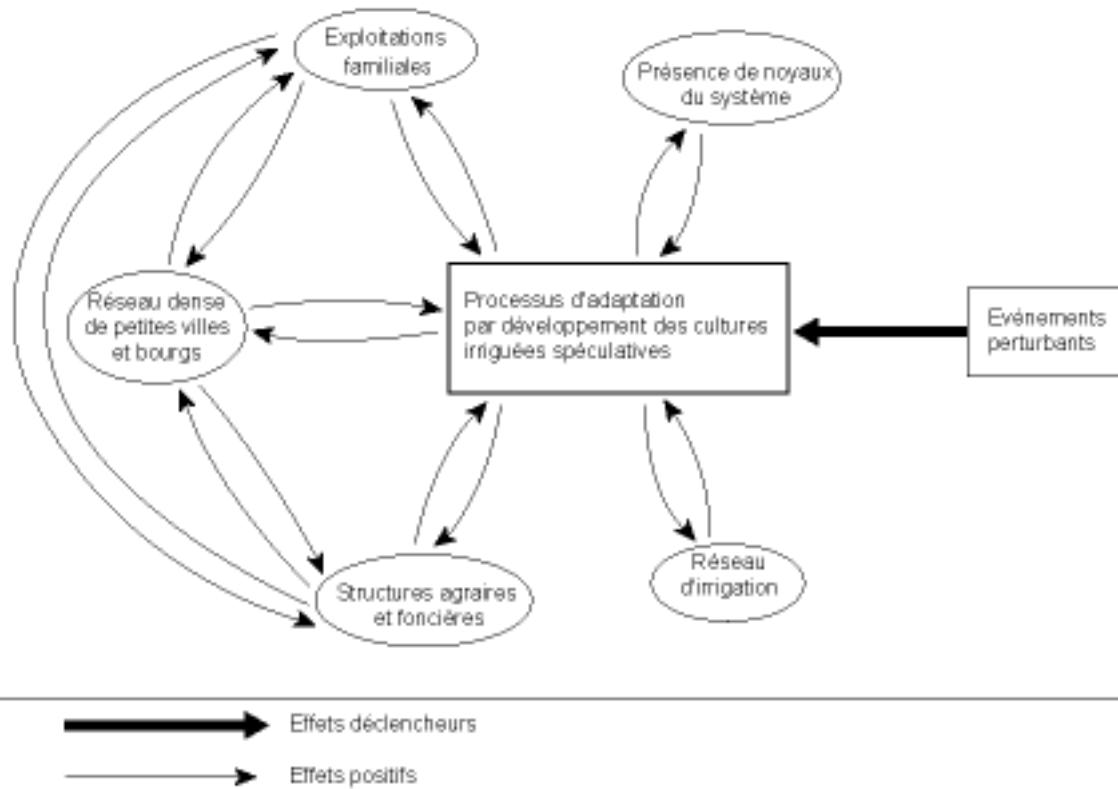 Exploitations
familiales
Présence de noyaux
du système
Réseau dense
de petites villes
et bourgs
Processus d'adaptation
par développement des cultures
irriguées spéculatives
Evénements
perturbants
Structures agraires
et foncières
Réseau
d'irrigation
Effets déclencheurs
Effets positifs